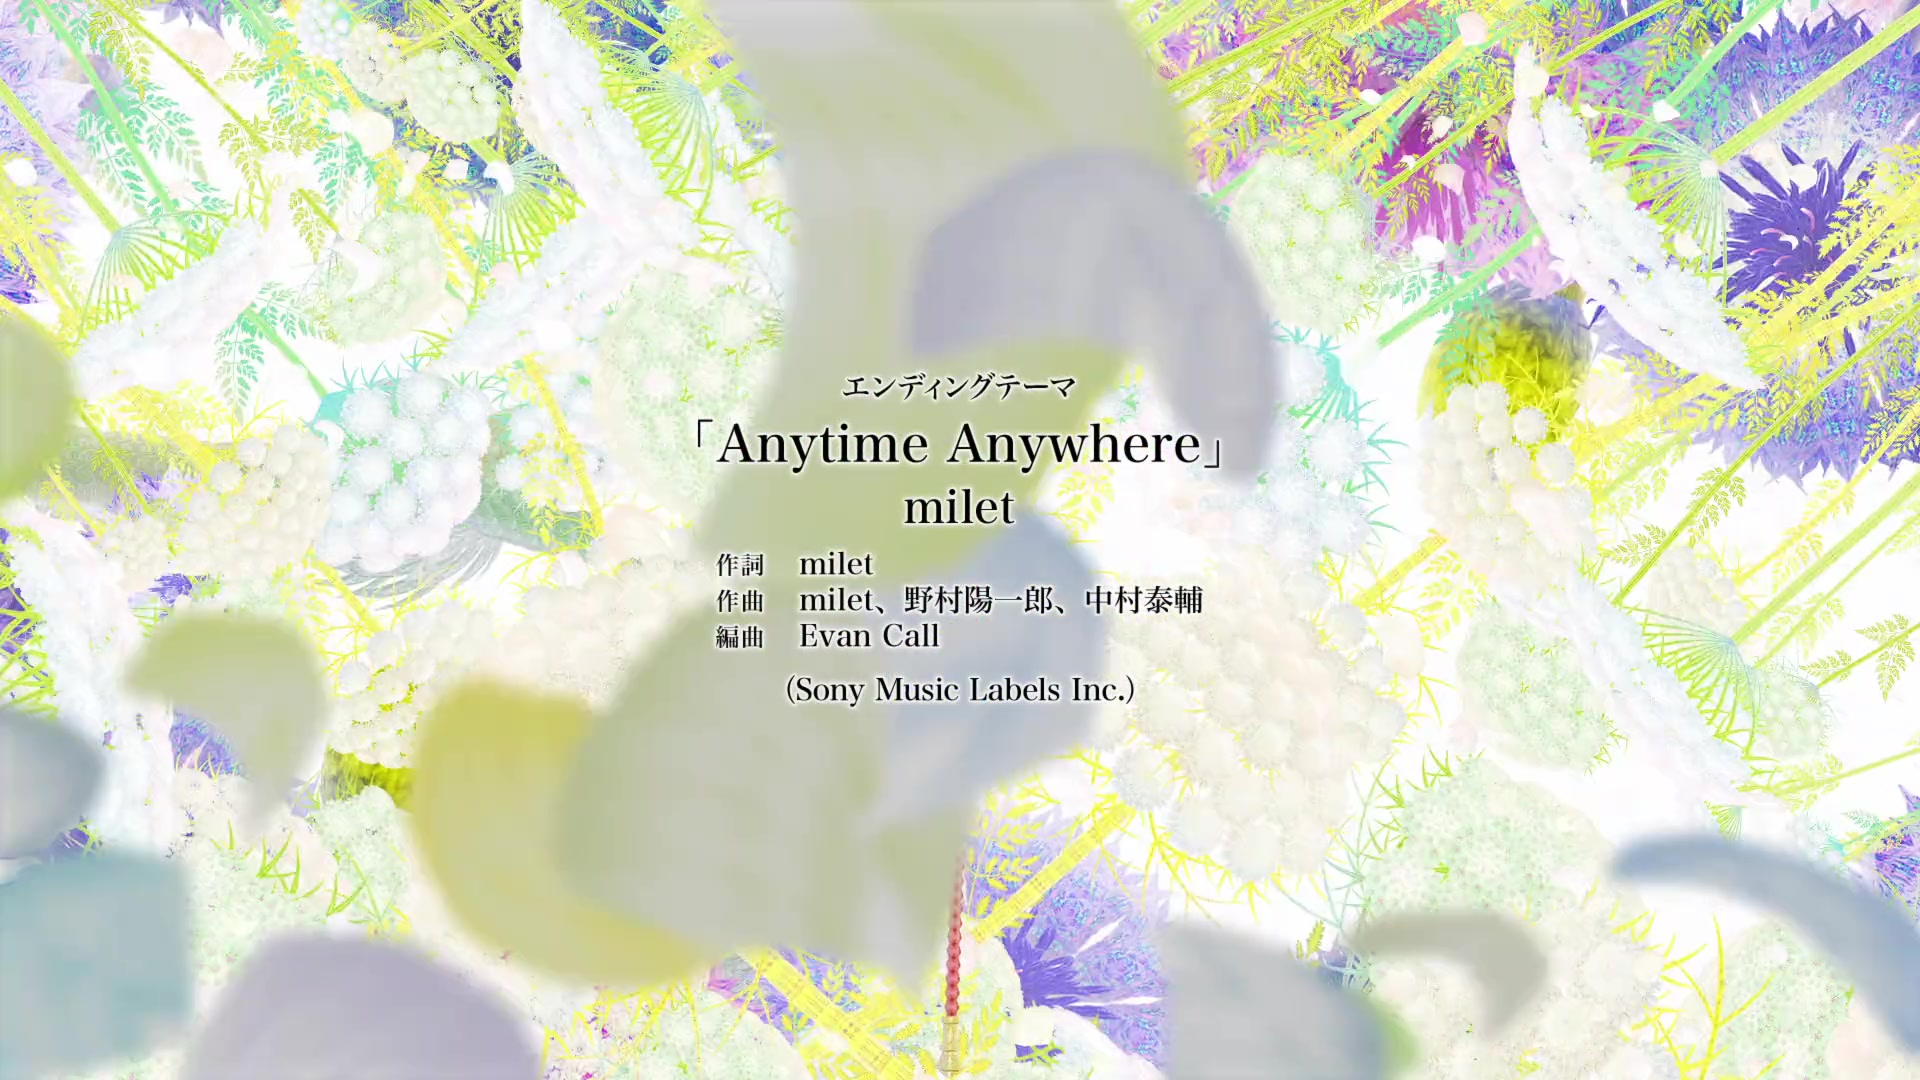 エンディングテーマ
「Anytime Anywhere」
milet
作詞 milet
作曲 milet、野村陽一郎、中村泰輔
編曲 Evan Call
(Sony Music Labels Inc.)